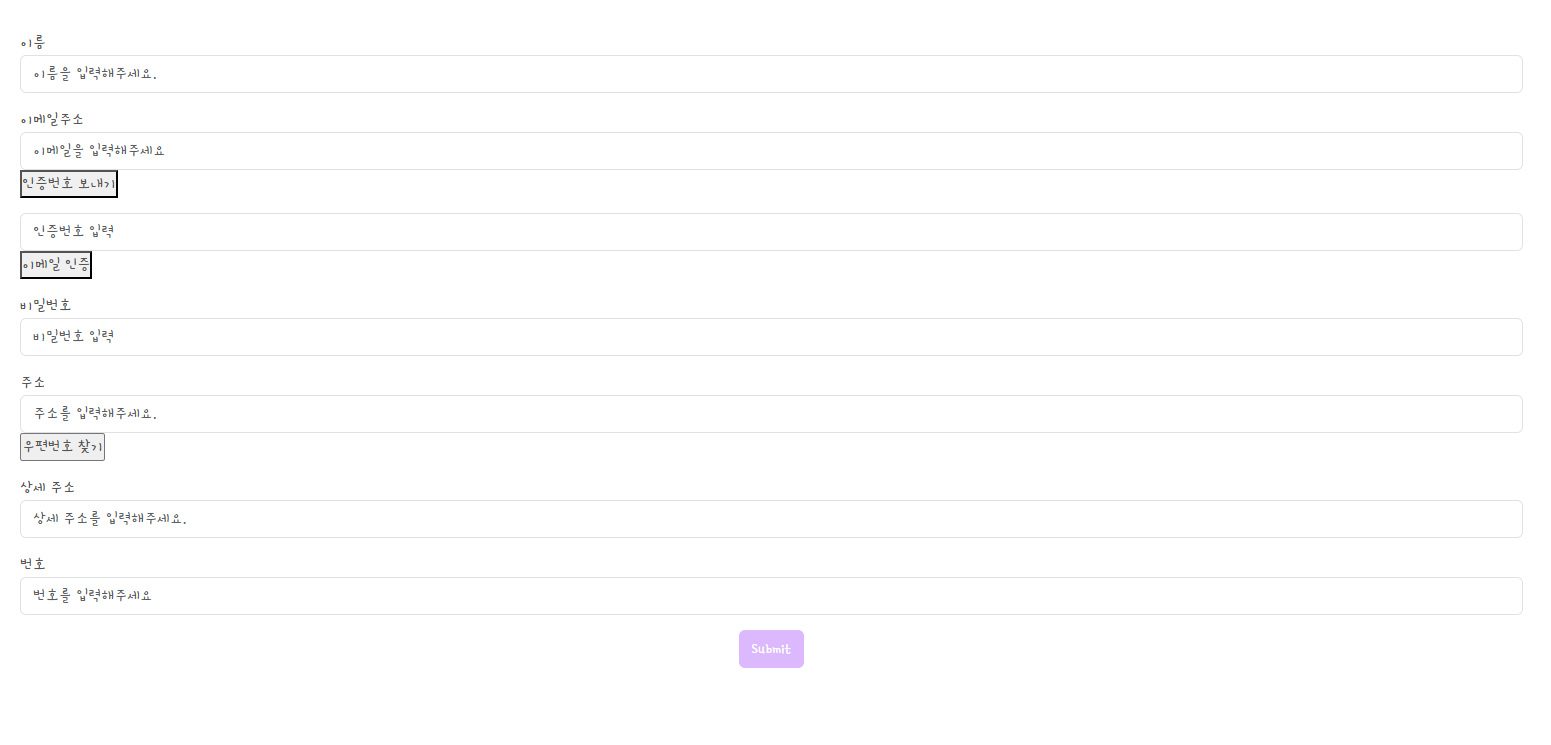 이름
이름을 입력해주세요.
이메일주소
이메일을 입력해주세요
인증번호 보내기
인증번호 입력
이메일 인증
비밀번호
비밀번호 입력
주소
주소를 입력해주세요.
우편번호 찾기
상세 주소
상세 주소를 입력해주세요.
번호
번호를 입력해주세요
Submit